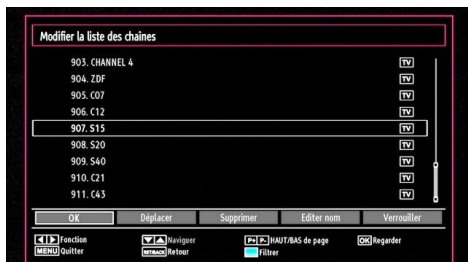 Modifier la liste des chaînes
903. CHANNEL 4 TV
904. ZDF TV
905. C07 TV
906. C12 TV
907. S15 TV
908. S20 TV
909. S40 TV
910. C21 TV
911. C43 TV
OK Déplacer Supprimer Editer nom Verrouiller
Fonction Naviguer P+ P- HAUT/BAS de page OK Regarder
MENU Quitter RET/BACK Retour Filtrer